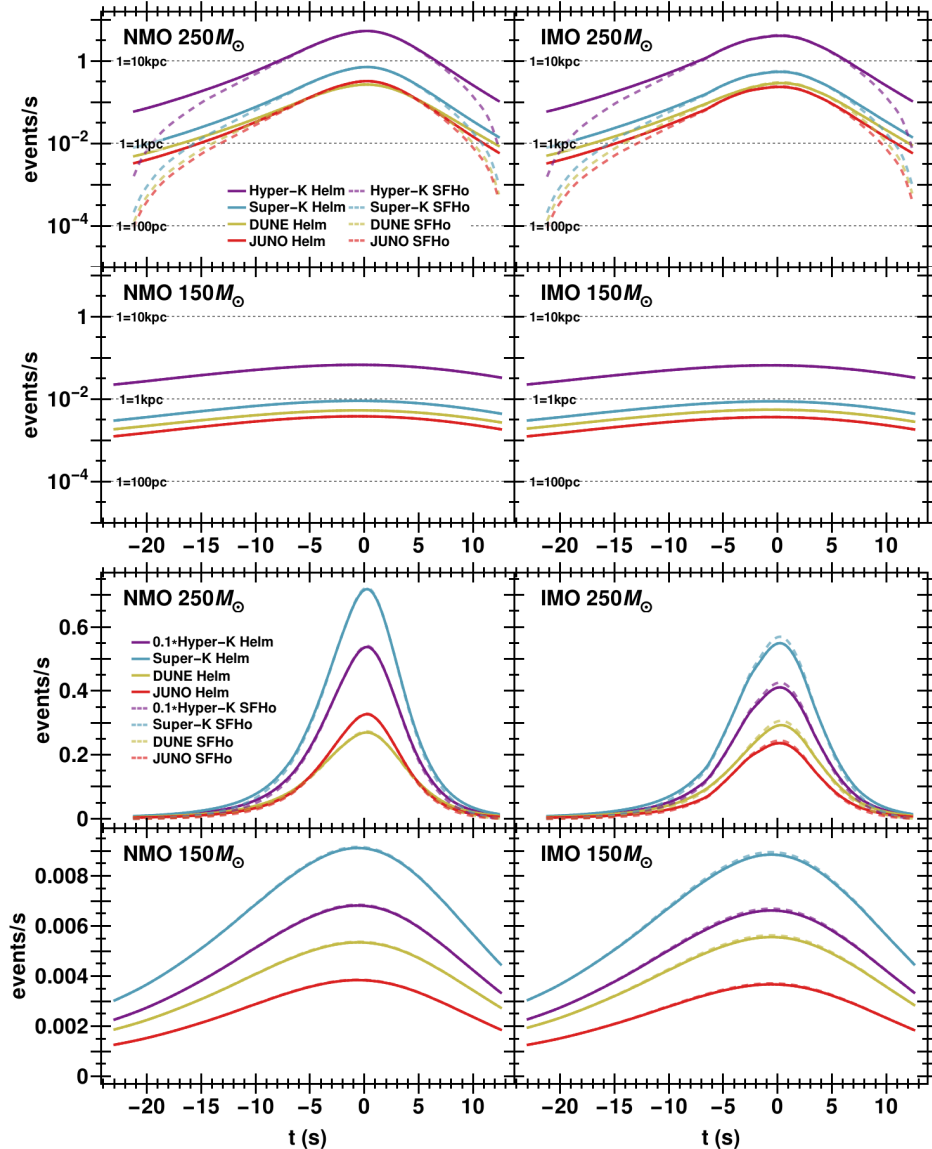 NMO 250M⊙
IMO 250M⊙
events/s
1
10⁻²
10⁻⁴
1=10kpc
1=1kpc
1=100pc
1=10kpc
1=1kpc
1=100pc
Hyper−K Helm
Hyper−K SFHo
Super−K Helm
Super−K SFHo
DUNE Helm
DUNE SFHo
JUNO Helm
JUNO SFHo
NMO 150M⊙
IMO 150M⊙
events/s
1
10⁻²
10⁻⁴
1=10kpc
1=1kpc
1=100pc
1=10kpc
1=1kpc
1=100pc
−20 −15 −10 −5 0 5 10
−20 −15 −10 −5 0 5 10
NMO 250M⊙
IMO 250M⊙
events/s
0.6
0.4
0.2
0
0.1*Hyper−K Helm
Super−K Helm
DUNE Helm
JUNO Helm
0.1*Hyper−K SFHo
Super−K SFHo
DUNE SFHo
JUNO SFHo
NMO 150M⊙
IMO 150M⊙
events/s
0.008
0.006
0.004
0.002
0
−20 −15 −10 −5 0 5 10
−20 −15 −10 −5 0 5 10
t (s)
t (s)